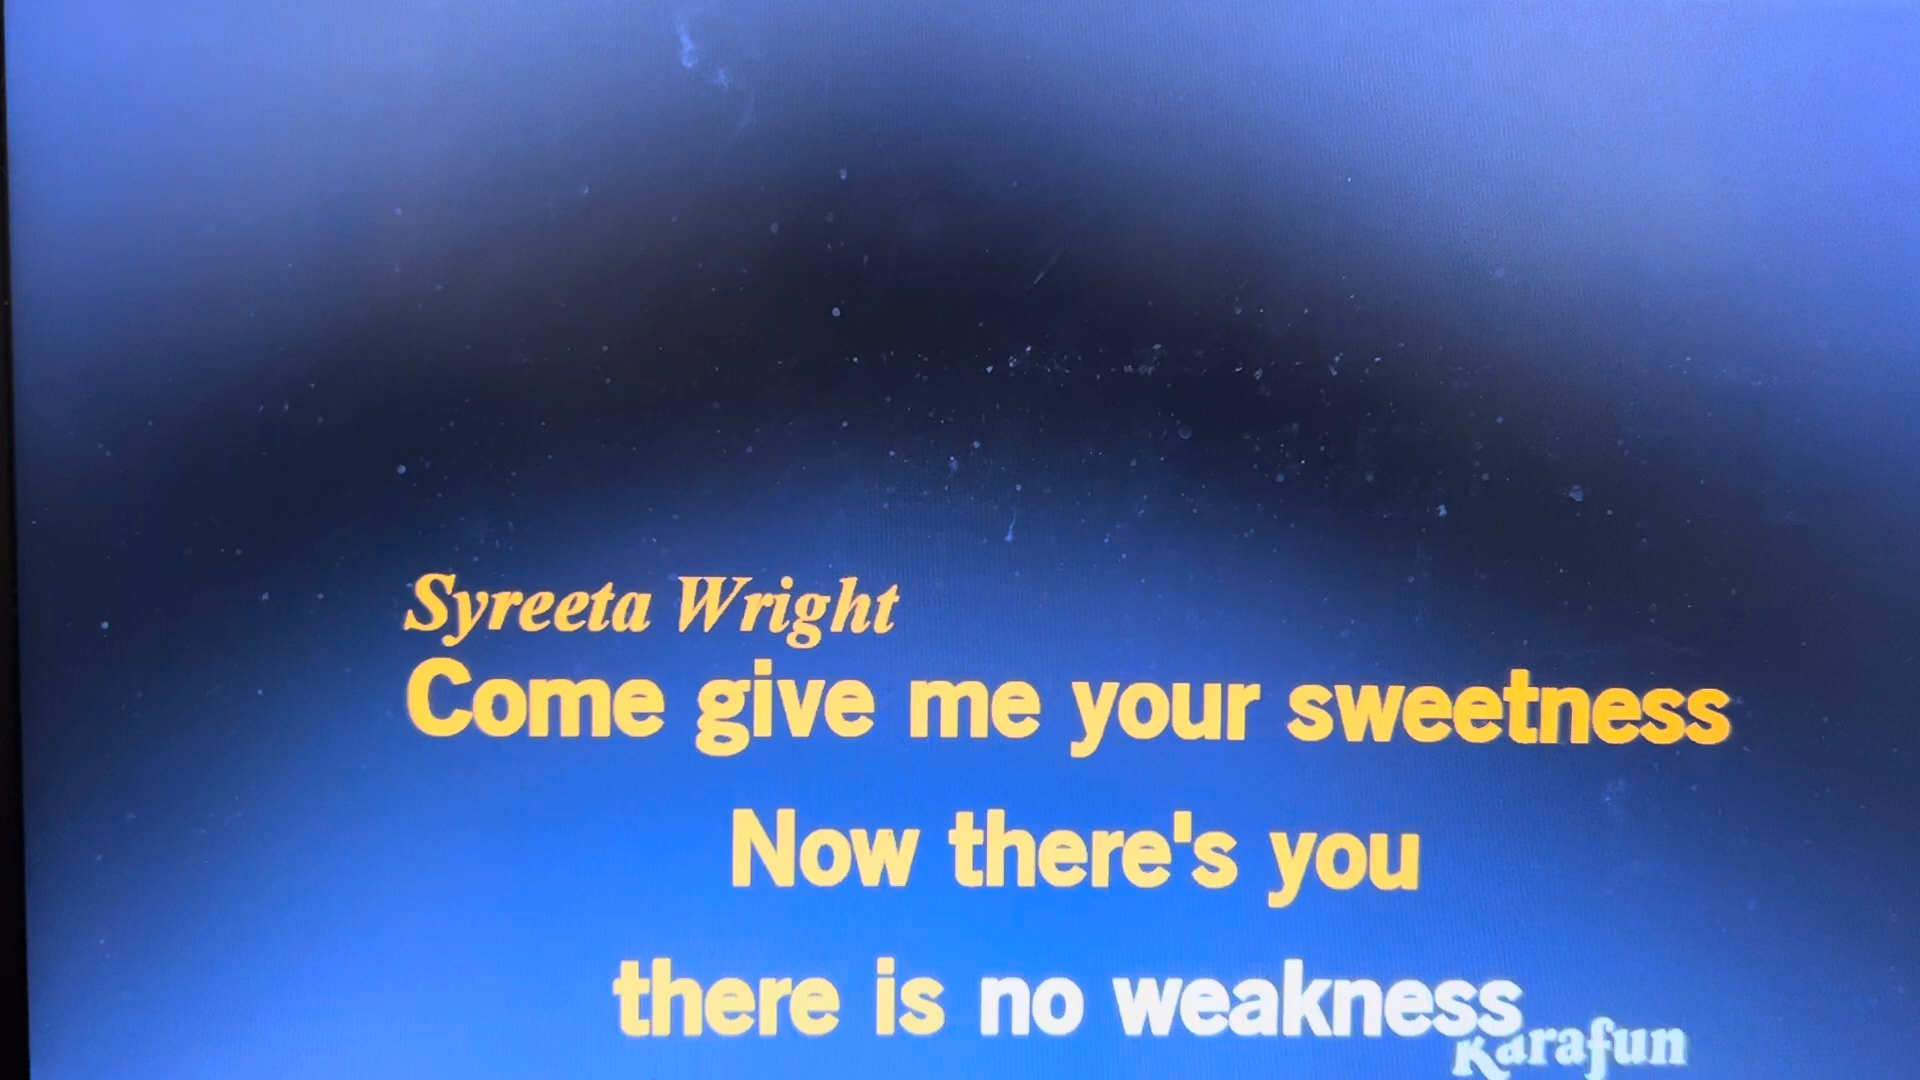 Syreeta Wright
Come give me your sweetness
Now there's you
there is no weakness
Karafun